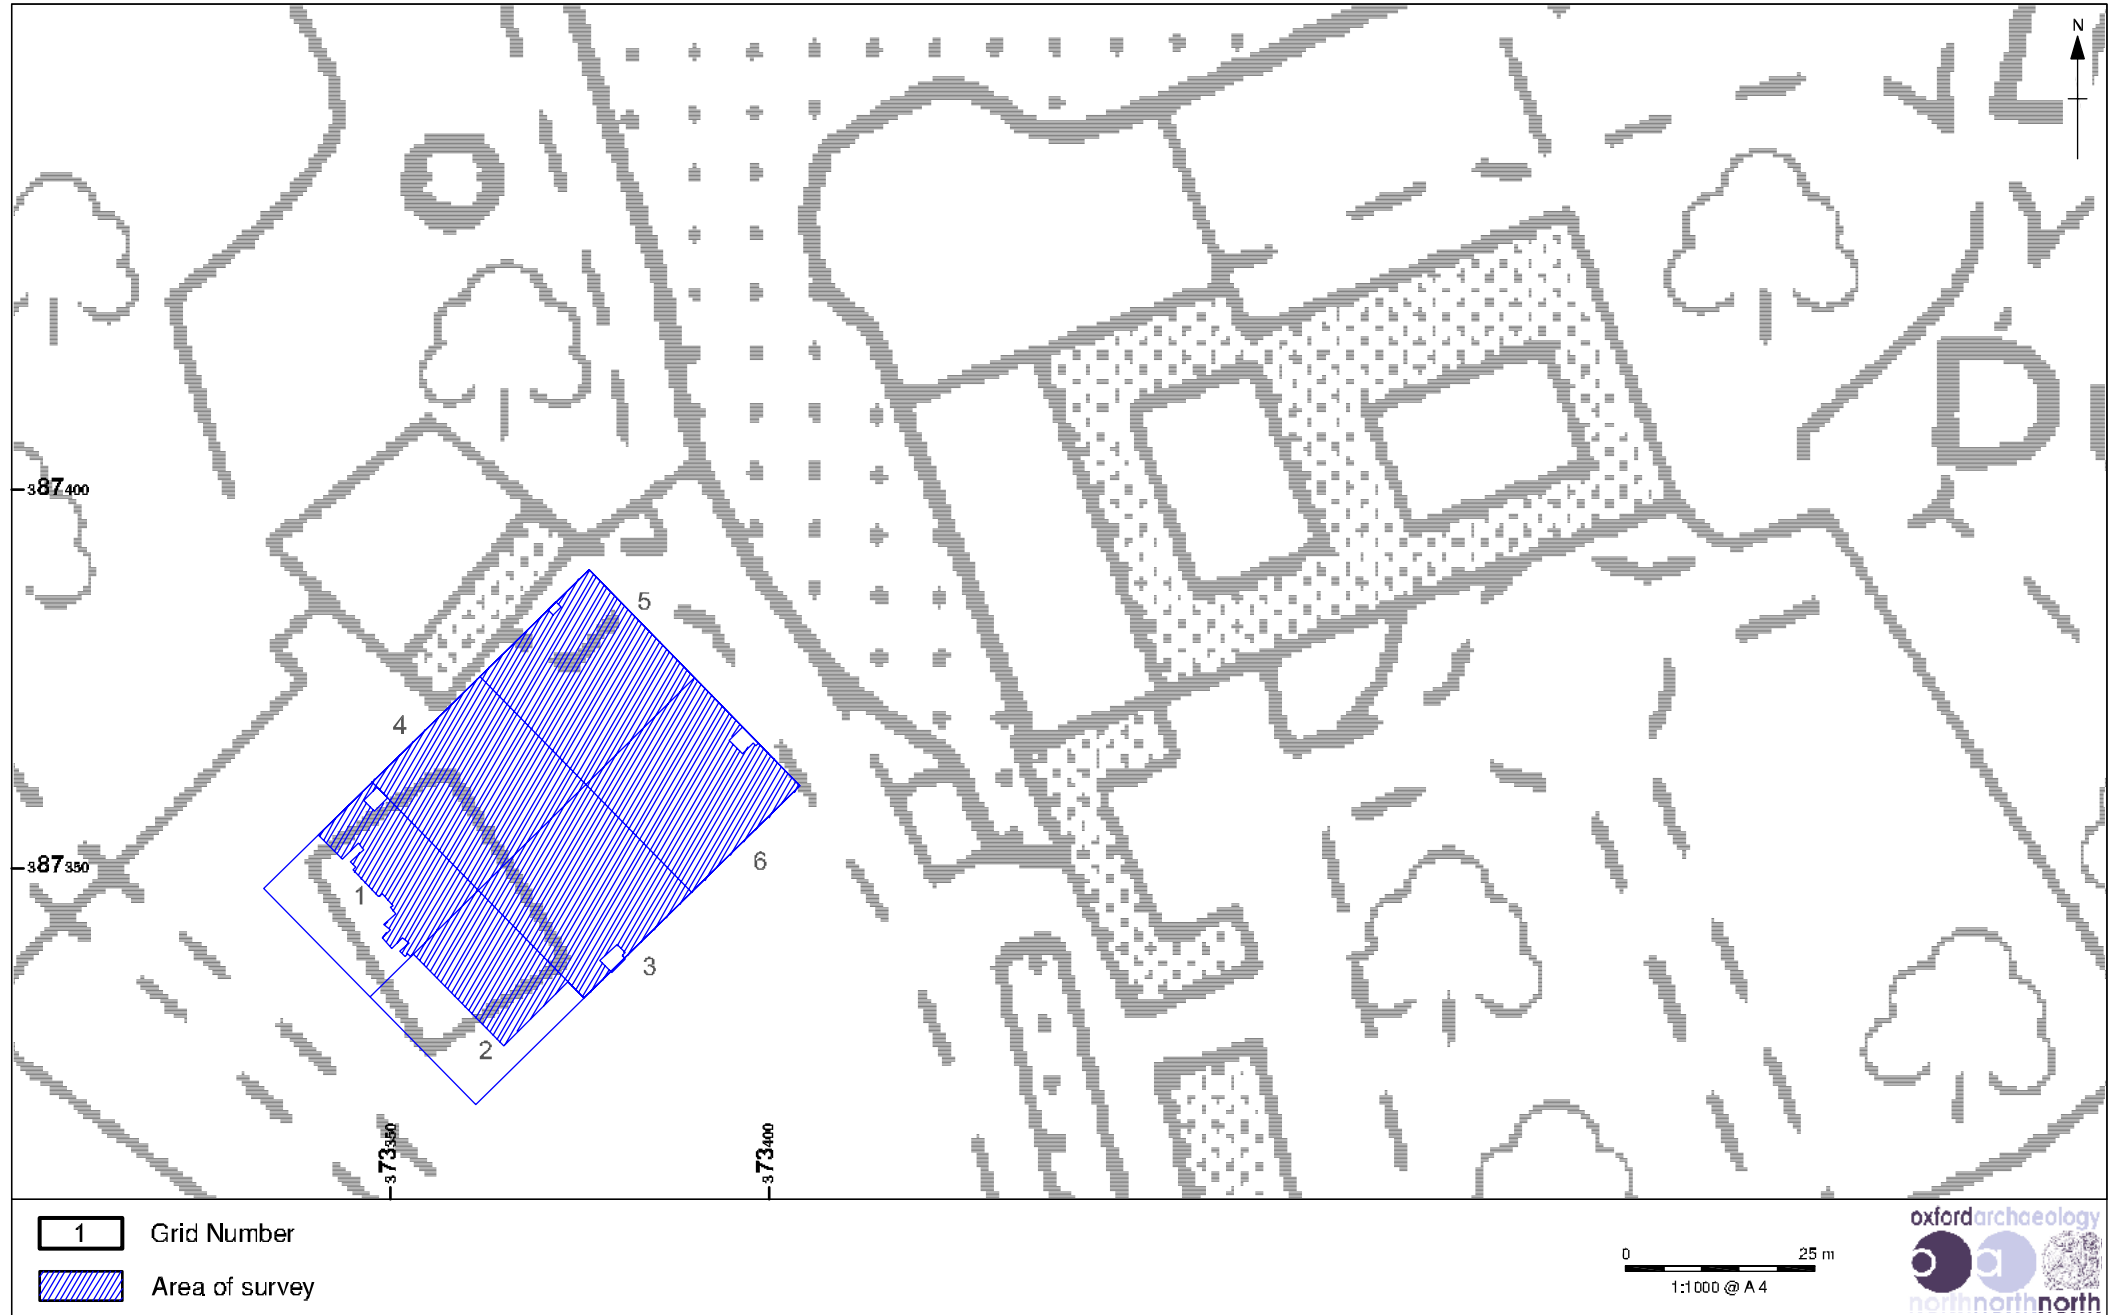 N
387400
5
4
387350
1
6
3
2
373350
373400
1 Grid Number
Area of survey
0 25 m
1:1000 @ A4
oxfordarchaeology
oa
northnorthnorth